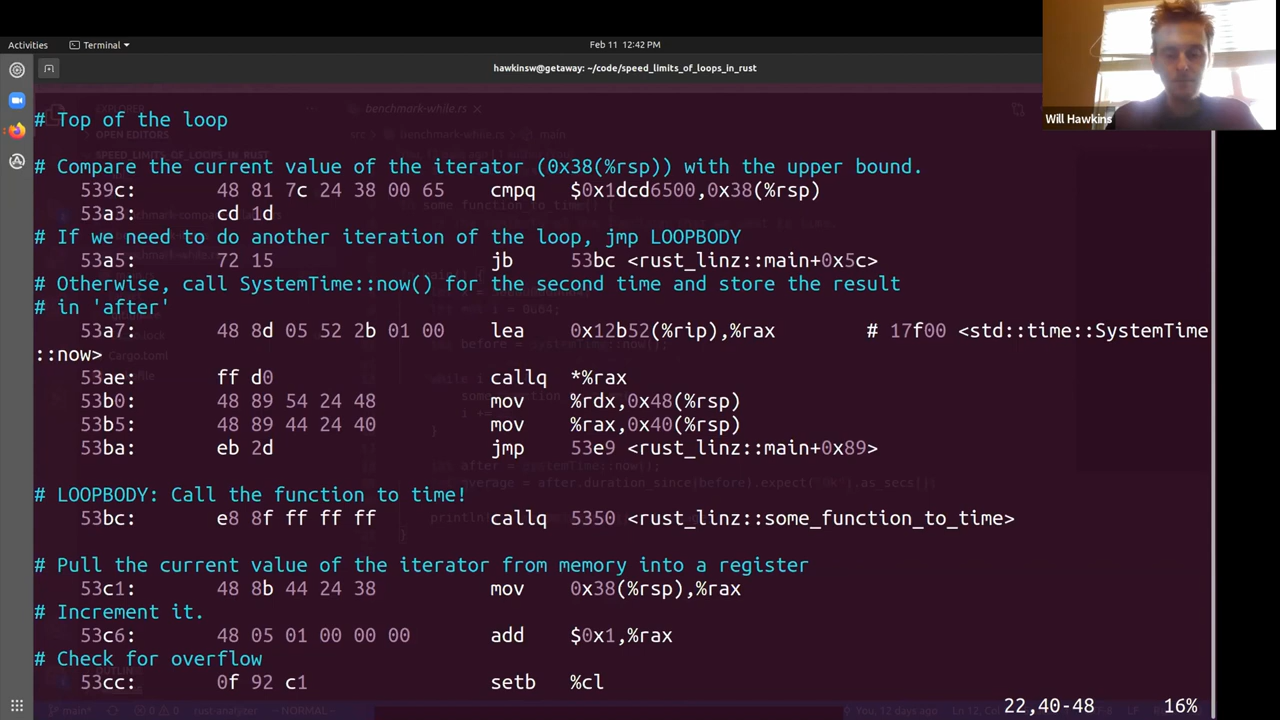 Activities
Terminal
Feb 11 12:42 PM
hawkinsw@getaway: ~/code/speed_limits_of_loops_in_rust
Will Hawkins
EXPLORER
benchmark-while.rs
OPEN EDITORS
SPEED_LIMITS_OF_LOOPS_IN_RUST
# Top of the loop
# Compare the current value of the iterator (0x38(%rsp)) with the upper bound.
539c: 48 81 7c 24 38 00 65 cmpq $0x1dcd6500,0x38(%rsp)
53a3: cd 1d
# If we need to do another iteration of the loop, jmp LOOPBODY
53a5: 72 15 jb 53bc <rust_linz::main+0x5c>
# Otherwise, call SystemTime::now() for the second time and store the result
# in 'after'
53a7: 48 8d 05 52 2b 01 00 lea 0x12b52(%rip),%rax # 17f00 <std::time::SystemTime
::now>
53ae: ff d0 callq *%rax
53b0: 48 89 54 24 48 mov %rdx,0x48(%rsp)
53b5: 48 89 44 24 40 mov %rax,0x40(%rsp)
53ba: eb 2d jmp 53e9 <rust_linz::main+0x89>
# LOOPBODY: Call the function to time!
53bc: e8 8f ff ff ff callq 5350 <rust_linz::some_function_to_time>
# Pull the current value of the iterator from memory into a register
53c1: 48 8b 44 24 38 mov 0x38(%rsp),%rax
# Increment it.
53c6: 48 05 01 00 00 00 add $0x1,%rax
# Check for overflow
53cc: 0f 92 c1 setb %cl
22,40-48 16%